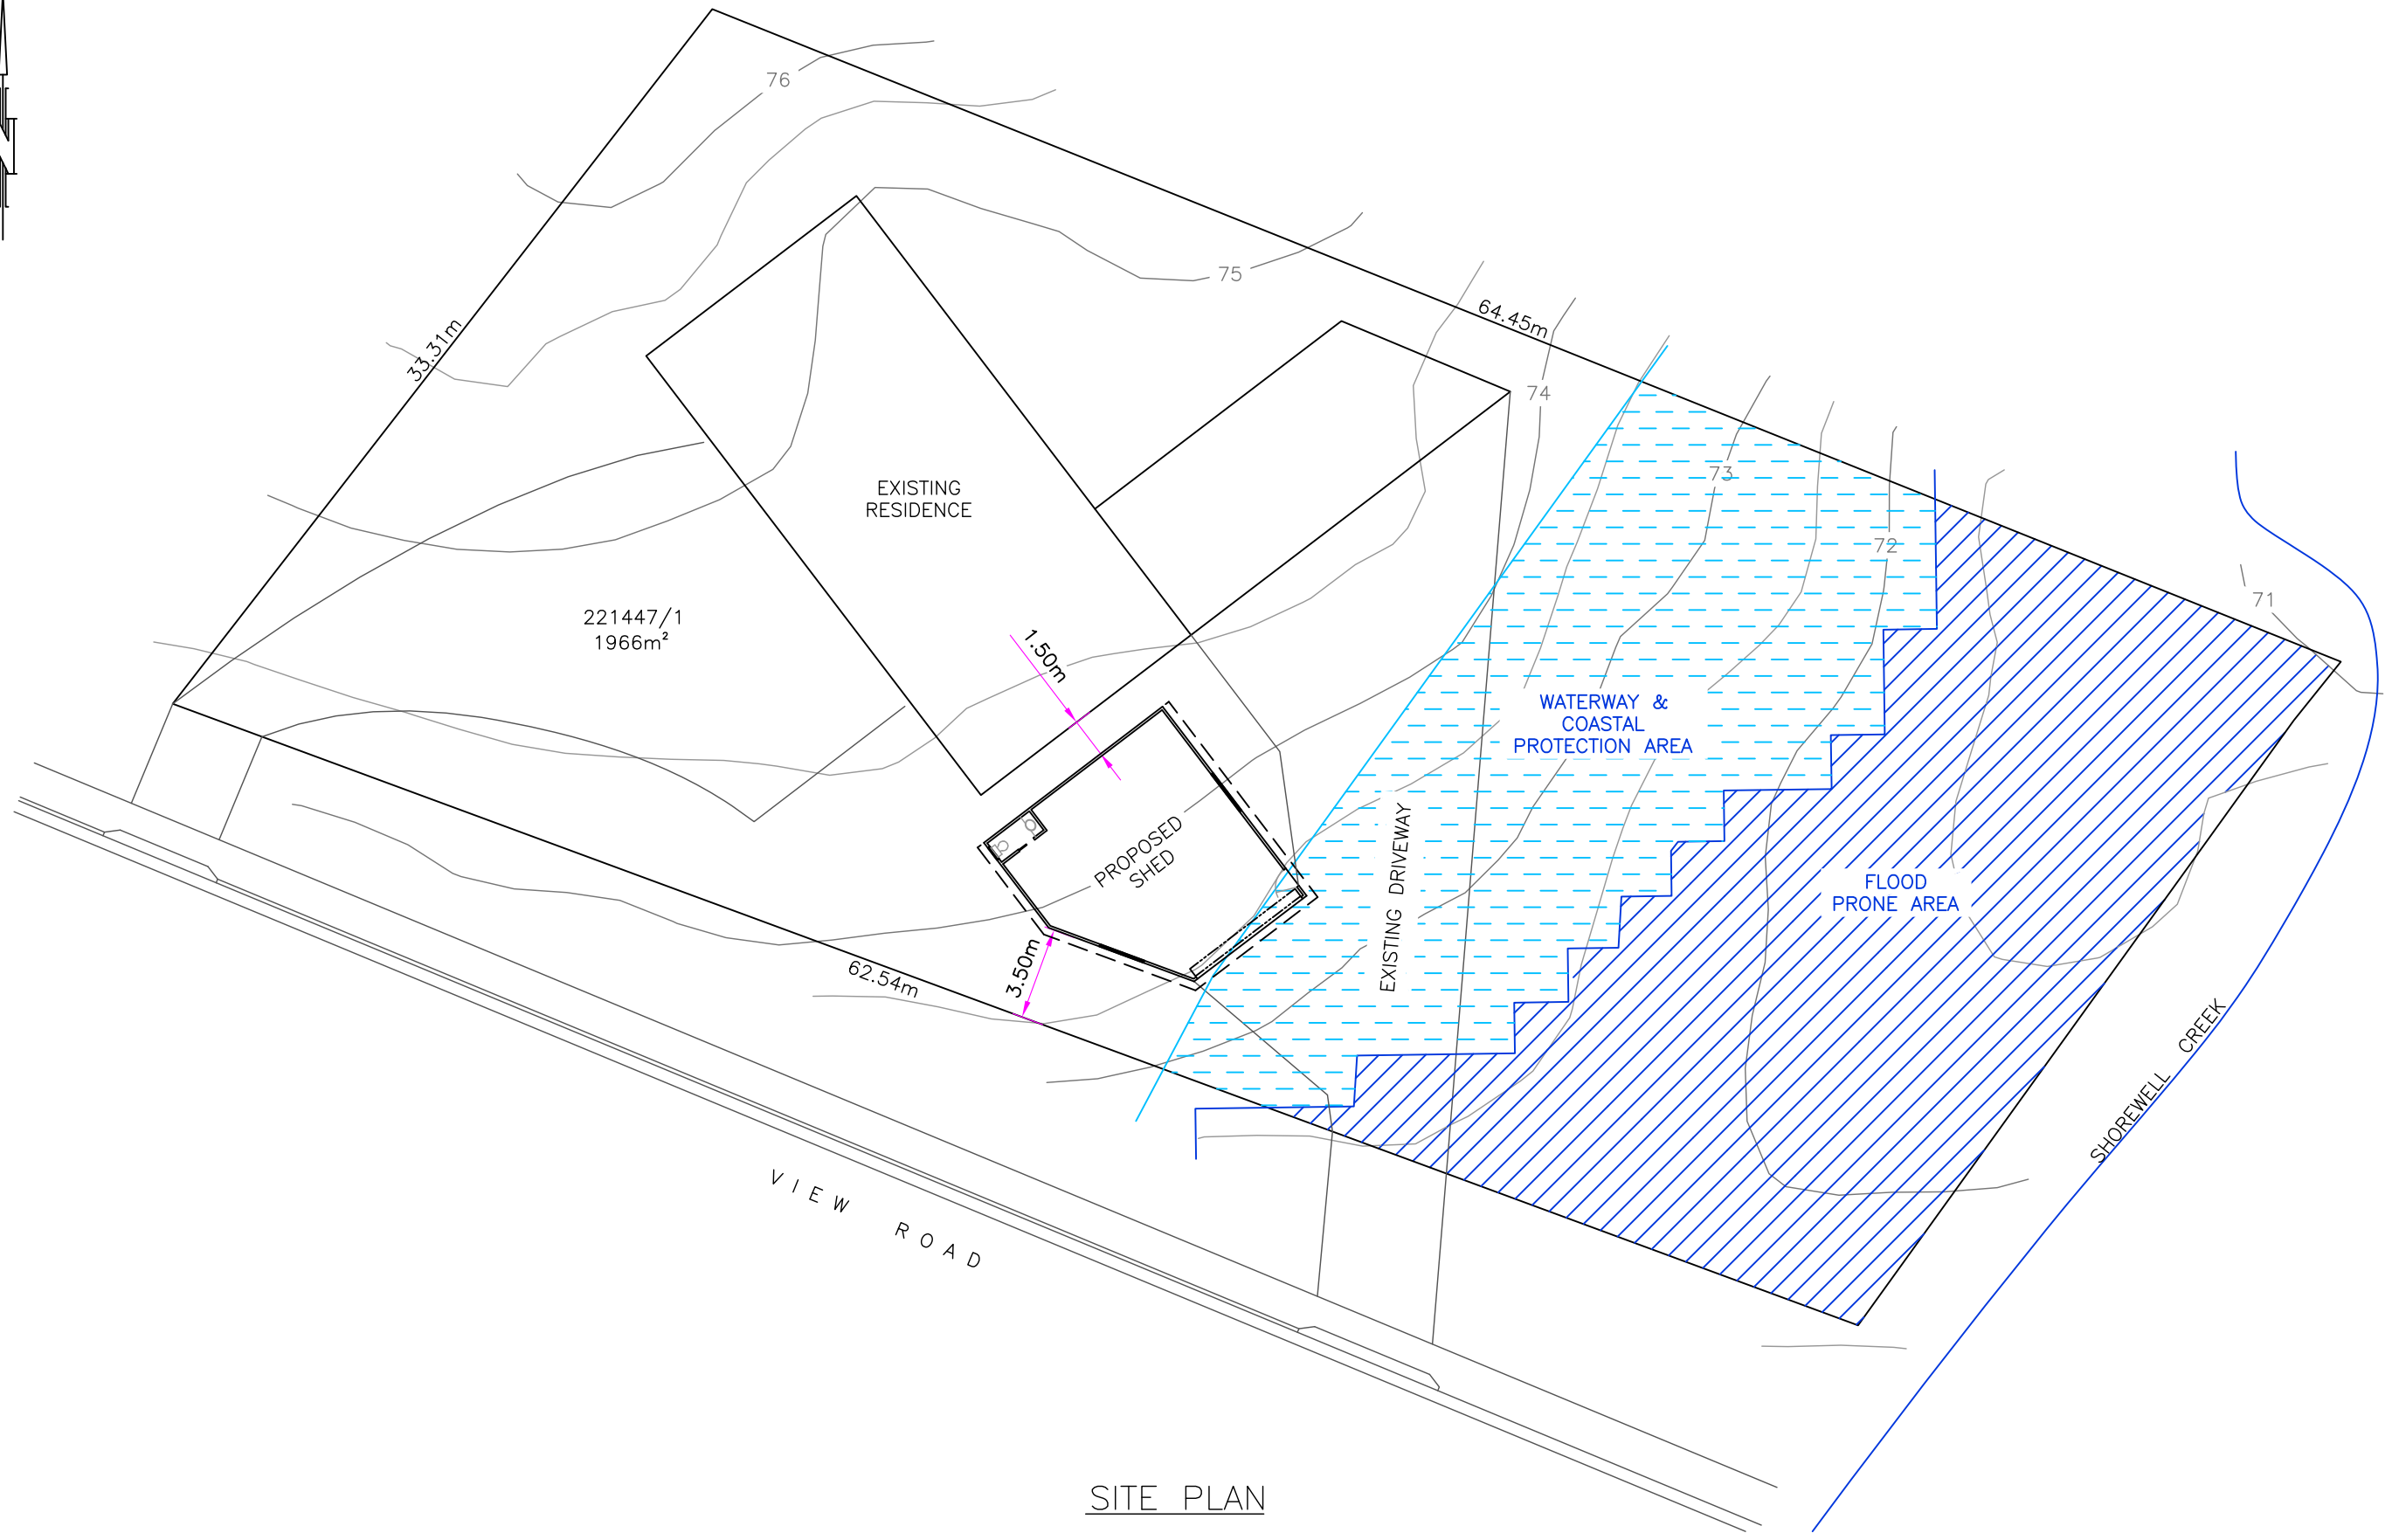 N
76
75
64.45m
33.31m
74
73
EXISTING
RESIDENCE
72
71
221447/1
1966m²
1.50m
WATERWAY &
COASTAL
PROTECTION AREA
PROPOSED
SHED
EXISTING DRIVEWAY
FLOOD
PRONE AREA
62.54m
3.50m
SHOREWELL CREEK
VIEW ROAD
SITE PLAN